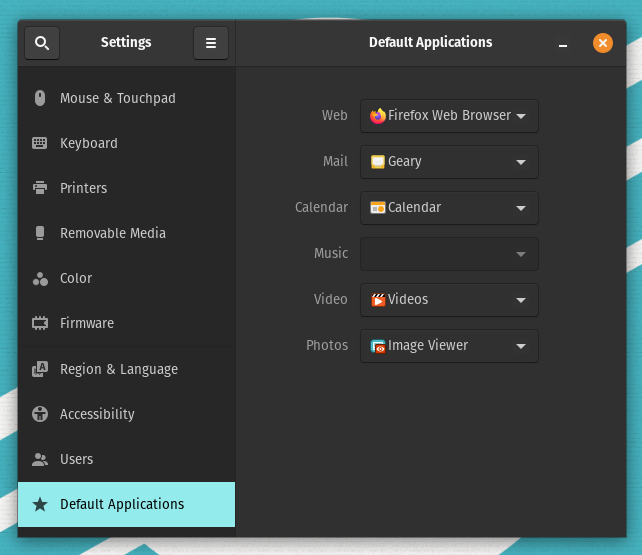 Settings
Default Applications
Mouse & Touchpad
Keyboard
Printers
Removable Media
Color
Firmware
Region & Language
Accessibility
Users
Default Applications
Web
Firefox Web Browser
Mail
Geary
Calendar
Calendar
Music
Video
Videos
Photos
Image Viewer